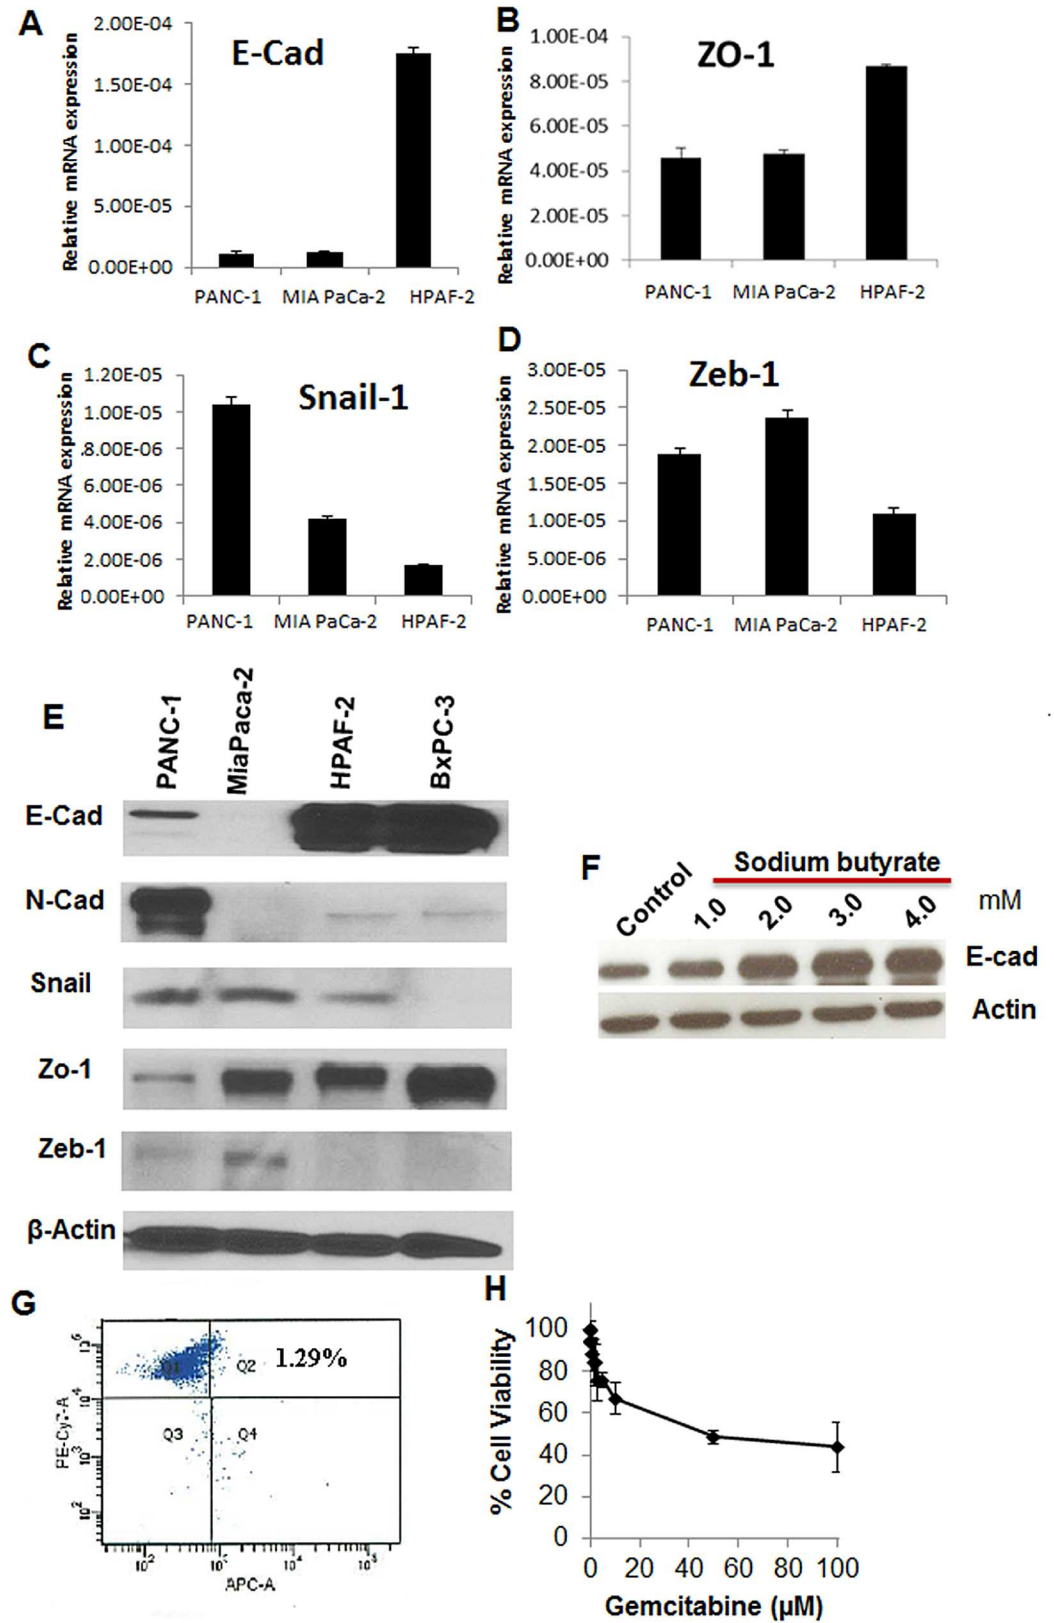 A
E-Cad
Relative mRNA expression
2.00E-04
1.50E-04
1.00E-04
5.00E-05
0.00E+00
PANC-1 MIA PaCa-2 HPAF-2
B
ZO-1
Relative mRNA expression
1.00E-04
8.00E-05
6.00E-05
4.00E-05
2.00E-05
0.00E+00
PANC-1 MIA PaCa-2 HPAF-2
C
Snail-1
Relative mRNA expression
1.20E-05
1.00E-05
8.00E-06
6.00E-06
4.00E-06
2.00E-06
0.00E+00
PANC-1 MIA PaCa-2 HPAF-2
D
Zeb-1
Relative mRNA expression
3.00E-05
2.50E-05
2.00E-05
1.50E-05
1.00E-05
5.00E-06
0.00E+00
PANC-1 MIA PaCa-2 HPAF-2
E
PANC-1 MiaPaca-2 HPAF-2 BxPC-3
E-Cad
N-Cad
Snail
Zo-1
Zeb-1
β-Actin
F
Sodium butyrate
Control 1.0 2.0 3.0 4.0 mM
E-cad
Actin
G
PE-Cy7-A
Q1 Q2 1.29%
Q3 Q4
10² 10³ 10⁴ 10⁵
APC-A
H
% Cell Viability
100
80
60
40
20
0
0 20 40 60 80 100
Gemcitabine (µM)